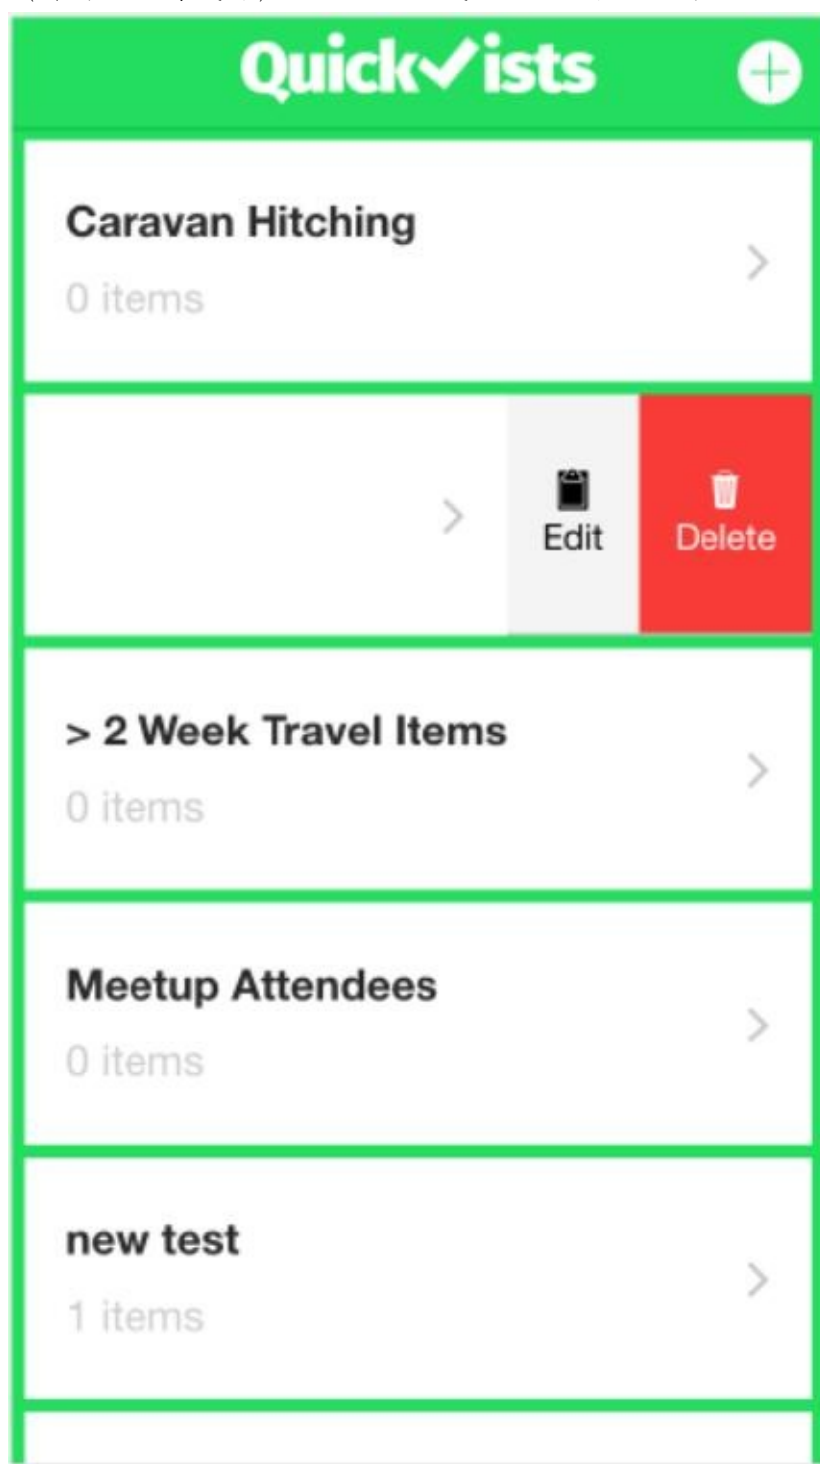 Quick✓ists
Caravan Hitching
0 items
Edit
Delete
> 2 Week Travel Items
0 items
Meetup Attendees
0 items
new test
1 items